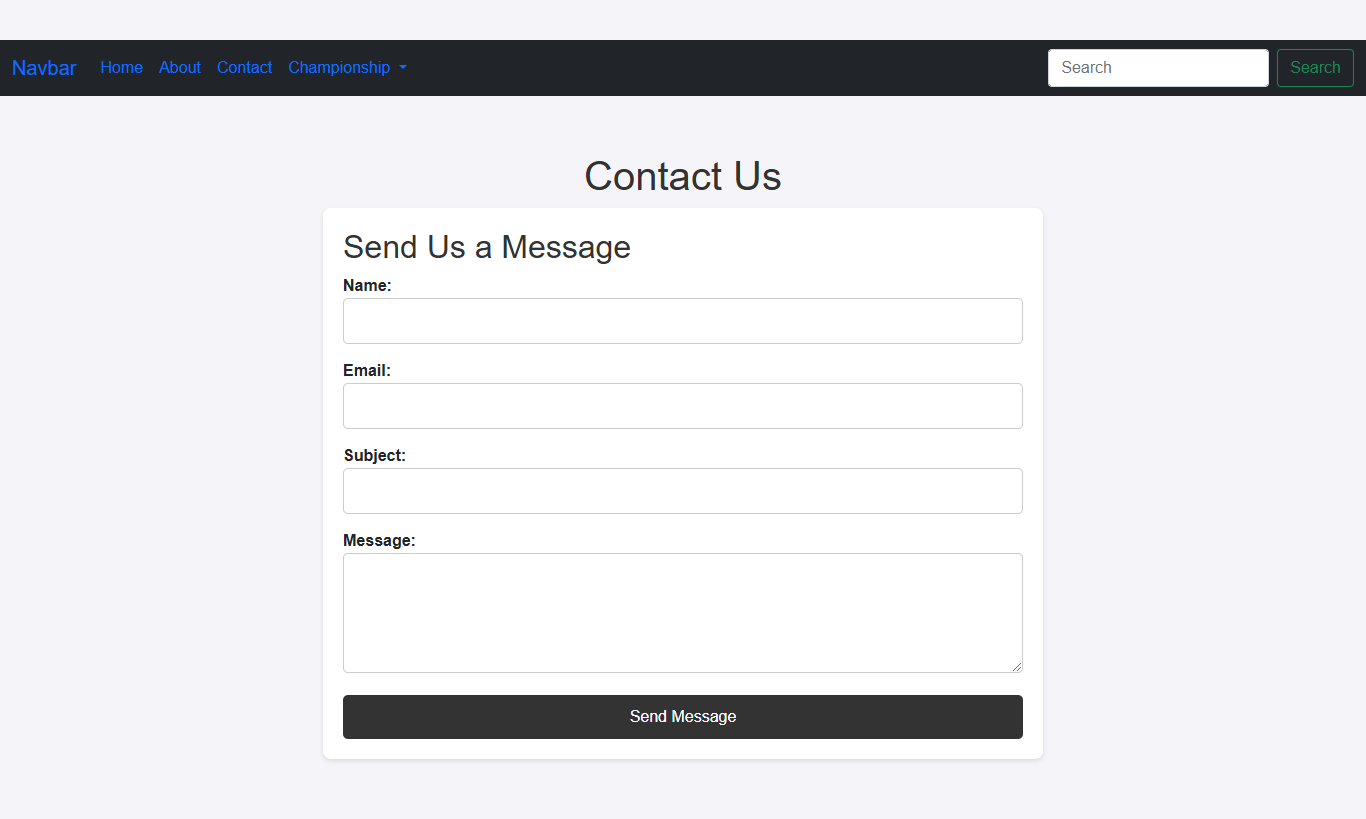 Navbar Home About Contact Championship Search Search
Contact Us
Send Us a Message
Name:
Email:
Subject:
Message:
Send Message